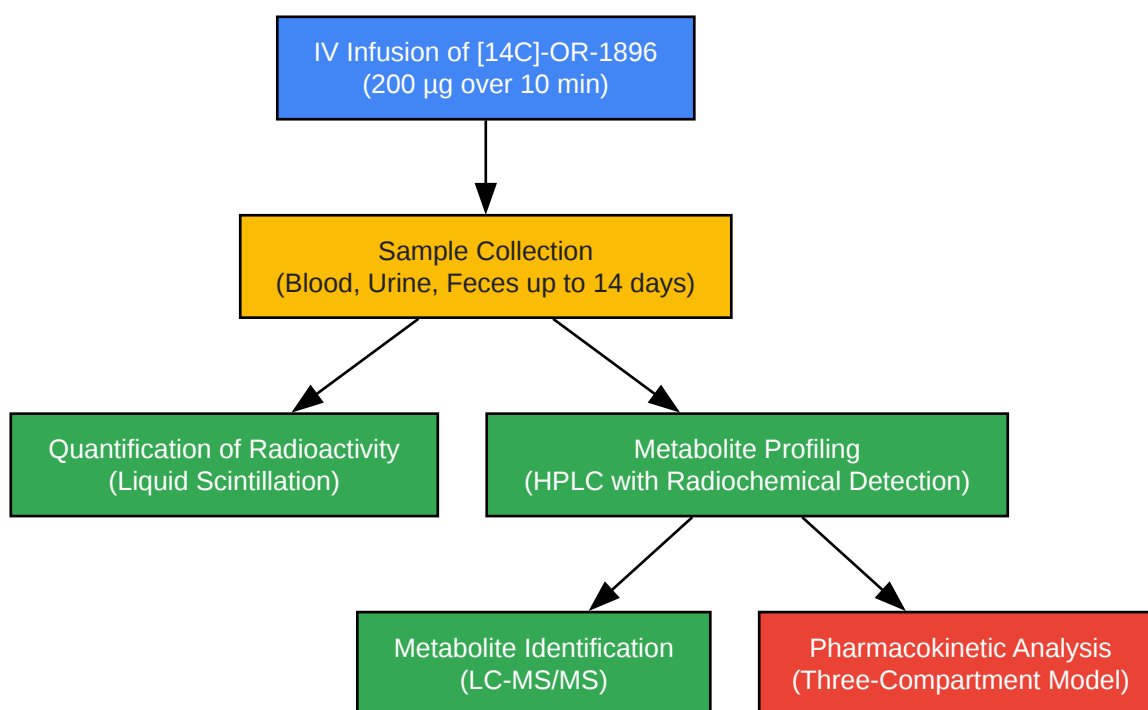 IV Infusion of [14C]-OR-1896
(200 µg over 10 min)
Sample Collection
(Blood, Urine, Feces up to 14 days)
Quantification of Radioactivity
(Liquid Scintillation)
Metabolite Profiling
(HPLC with Radiochemical Detection)
Metabolite Identification
(LC-MS/MS)
Pharmacokinetic Analysis
(Three-Compartment Model)